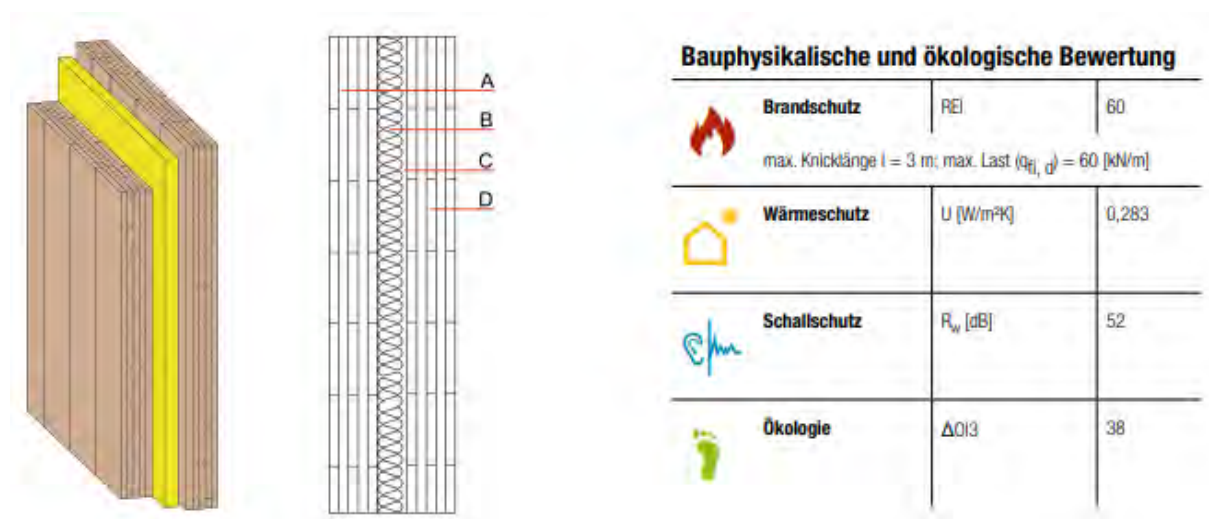 A
B
C
D
Bauphysikalische und ökologische Bewertung
Brandschutz REI 60
max. Knicklänge l = 3 m; max. Last (qfi, d) = 60 [kN/m]
Wärmeschutz U [W/m²K] 0,283
Schallschutz Rw [dB] 52
Ökologie ΔOI3 38